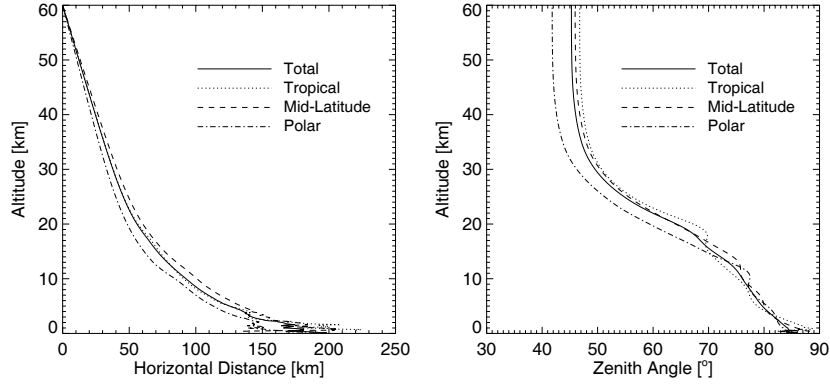 60
50
40
30
20
10
0
Altitude [km]
Total
Tropical
Mid-Latitude
Polar
0 50 100 150 200 250
Horizontal Distance [km]
60
50
40
30
20
10
0
Altitude [km]
Total
Tropical
Mid-Latitude
Polar
30 40 50 60 70 80 90
Zenith Angle [°]